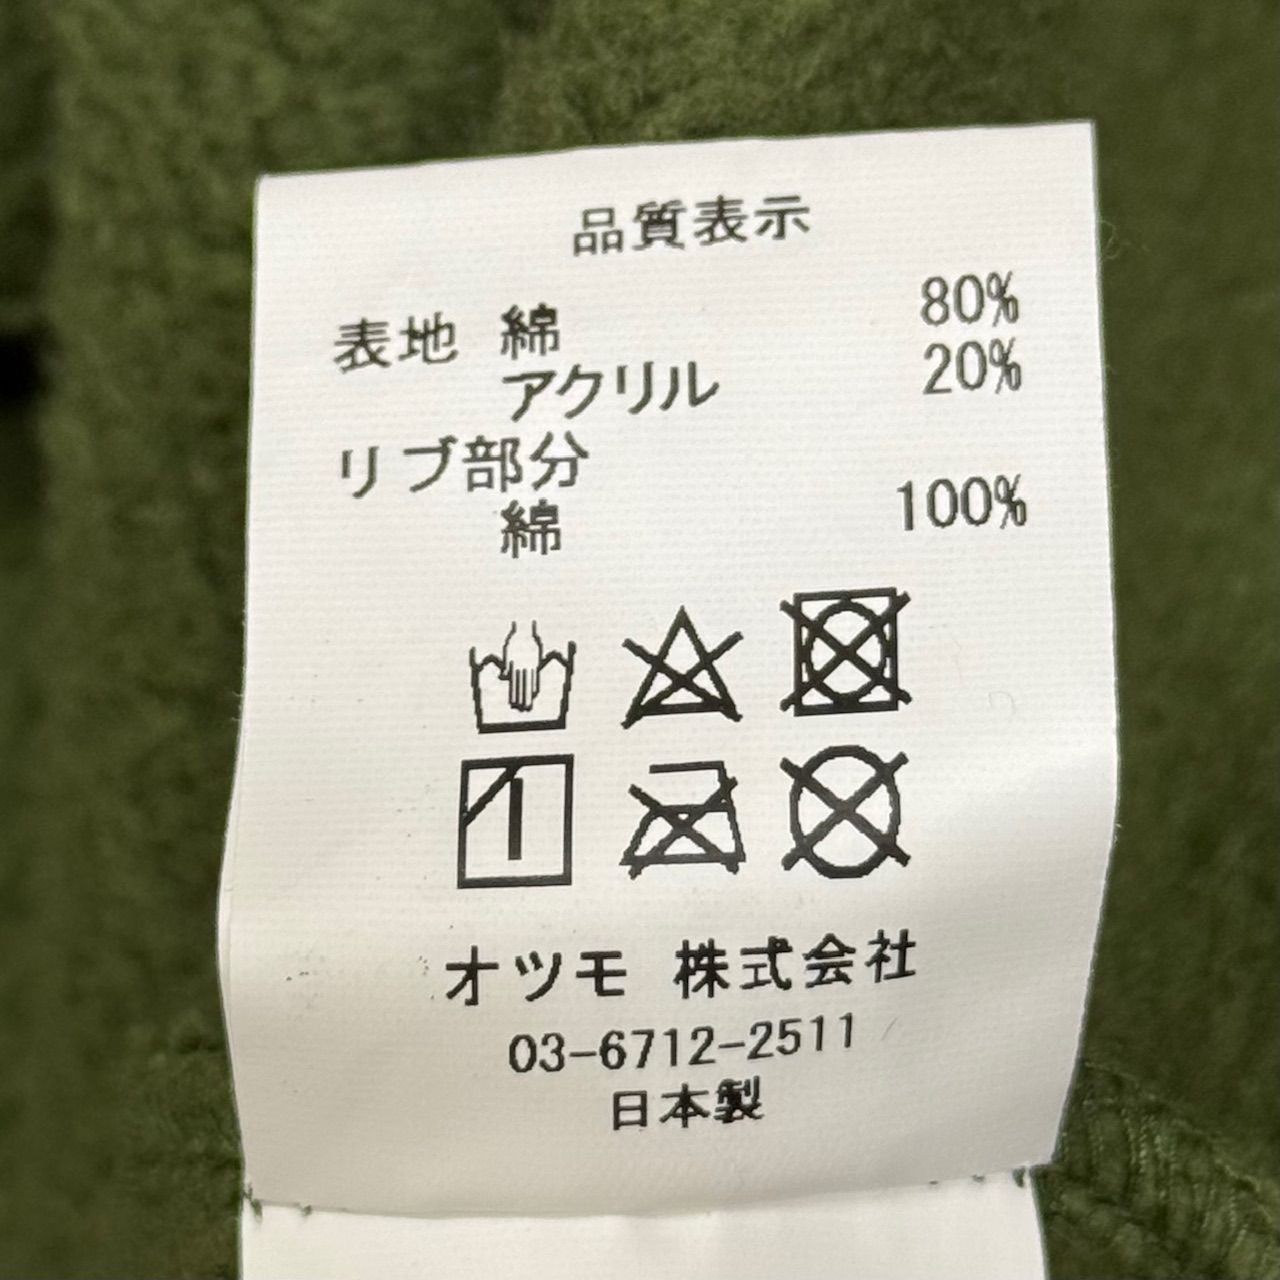 品質表示
表地 綿 80%
アクリル 20%
リブ部分
綿 100%
オツモ 株式会社
03-6712-2511
日本製